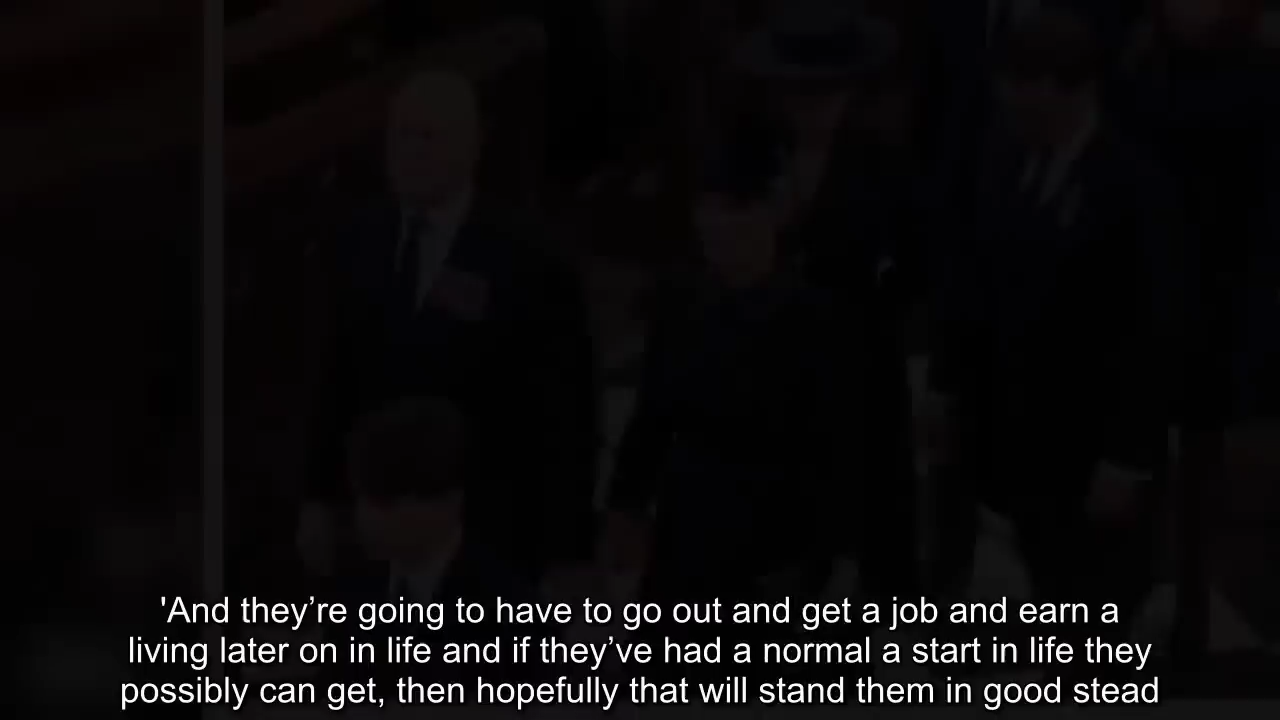 'And they’re going to have to go out and get a job and earn a
living later on in life and if they’ve had a normal a start in life they
possibly can get, then hopefully that will stand them in good stead